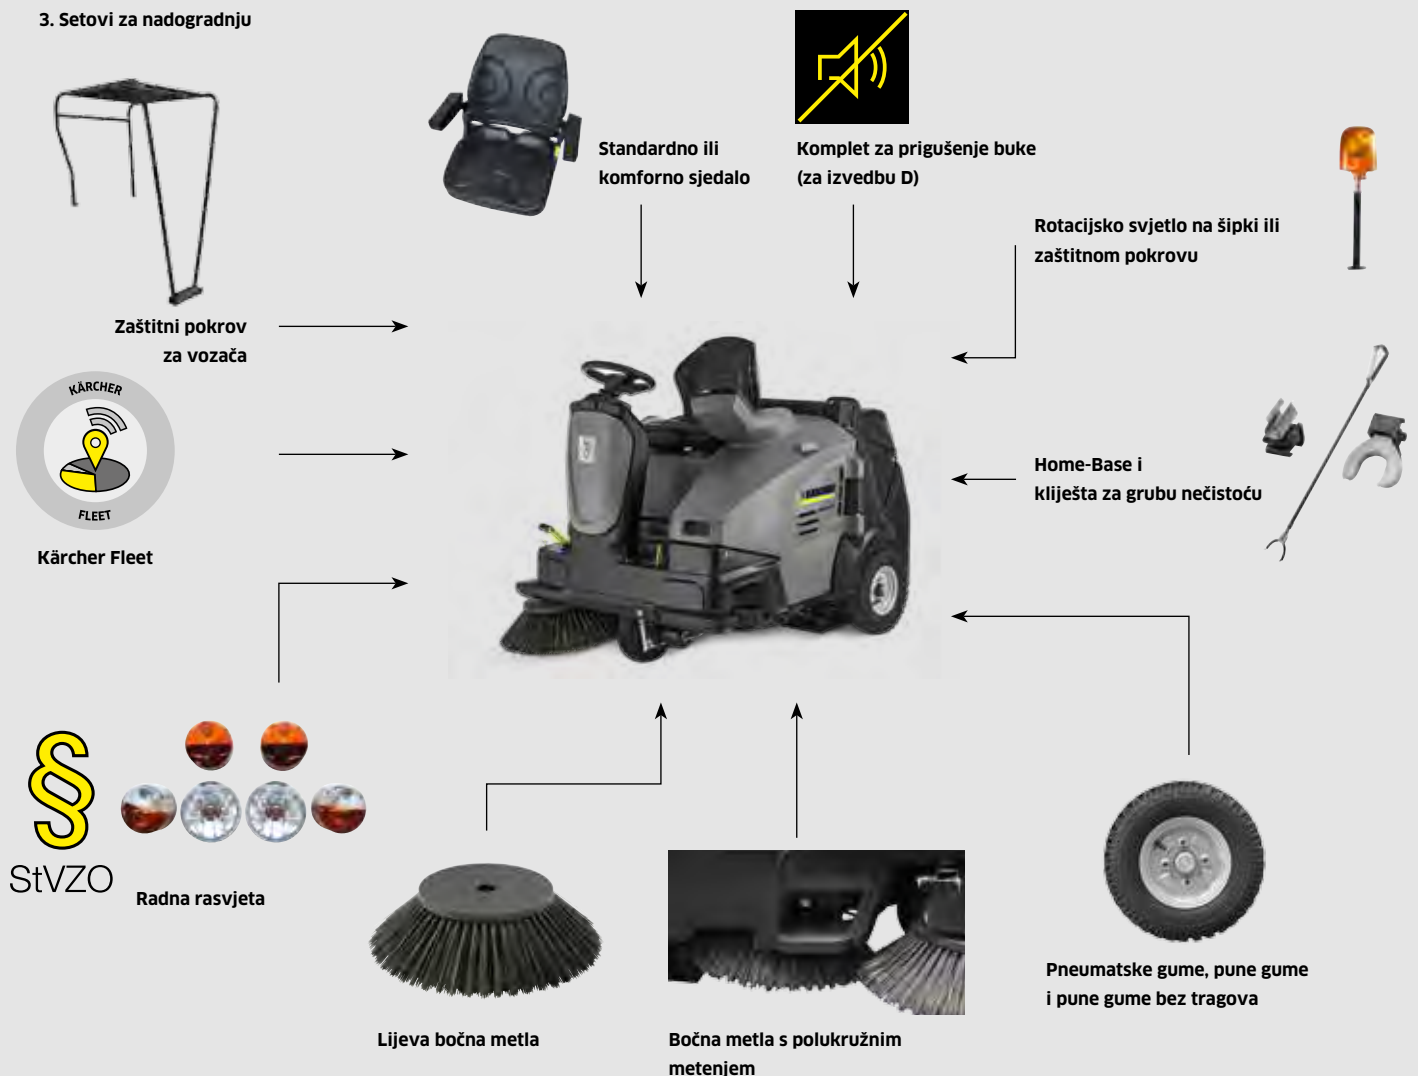 3. Setovi za nadogradnju
Standardno ili
komforno sjedalo
Komplet za prigušenje buke
(za izvedbu D)
Rotacijsko svjetlo na šipki ili
zaštitnom pokrovu
Zaštitni pokrov
za vozača
KÄRCHER
FLEET
Kärcher Fleet
KÄRCHER
Home-Base i
kliješta za grubu nečistoću
StVZO
Radna rasvjeta
Lijeva bočna metla
Bočna metla s polukružnim
metenjem
Pneumatske gume, pune gume
i pune gume bez tragova